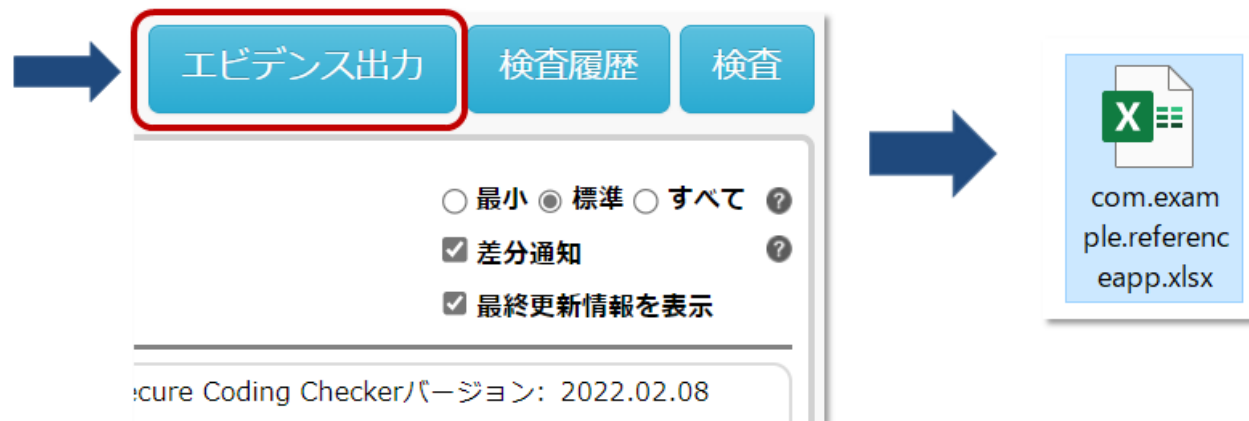 エビデンス出力
検査履歴
検査
最小 標準 すべて ?
差分通知 ?
最終更新情報を表示
ecure Coding Checkerバージョン: 2022.02.08
X
com.exam
ple.referenc
eapp.xlsx